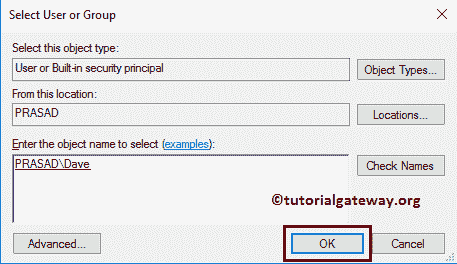 Select User or Group
Select this object type:
User or Built-in security principal
Object Types...
From this location:
PRASAD
Locations...
Enter the object name to select (examples):
PRASAD\Dave
Check Names
©tutorialgateway.org
Advanced...
OK
Cancel